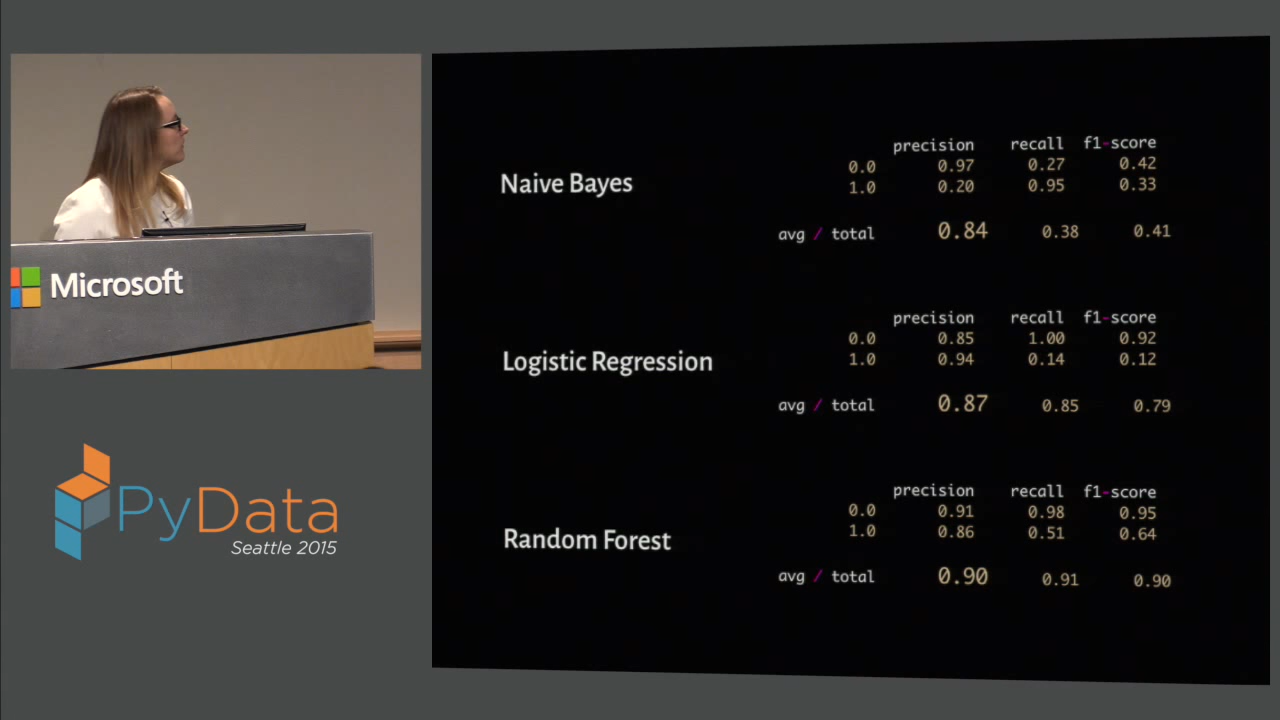 Microsoft
PyData
Seattle 2015
Naive Bayes
precision recall f1-score
0.0 0.97 0.27 0.42
1.0 0.20 0.95 0.33
avg / total 0.84 0.38 0.41
Logistic Regression
precision recall f1-score
0.0 0.85 1.00 0.92
1.0 0.94 0.14 0.12
avg / total 0.87 0.85 0.79
Random Forest
precision recall f1-score
0.0 0.91 0.98 0.95
1.0 0.86 0.51 0.64
avg / total 0.90 0.91 0.90